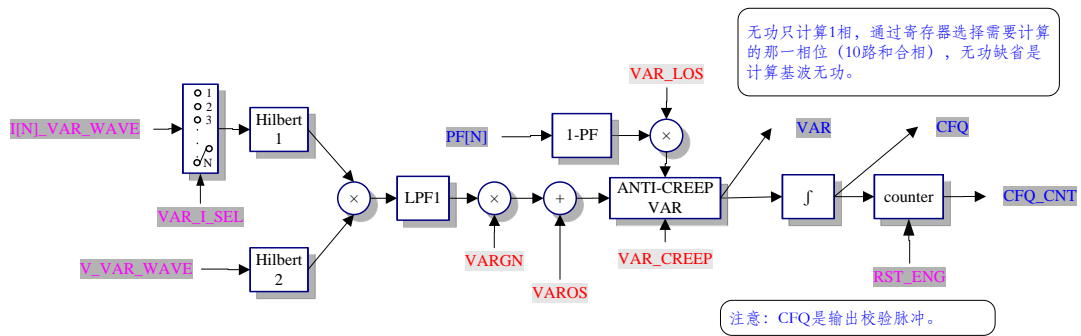 无功只计算1相，通过寄存器选择需要计算
的那一相位（10路和合相），无功缺省是
计算基波无功。
VAR_LOS
I[N]_VAR_WAVE
1
2
3
.
.
.
N
VAR_I_SEL
Hilbert
1
PF[N]
1-PF
×
VAR
CFQ
×
LPF1
×
+
ANTI-CREEP
VAR
∫
counter
CFQ_CNT
V_VAR_WAVE
Hilbert
2
VARGN
VAROS
VAR_CREEP
RST_ENG
注意：CFQ是输出校验脉冲。